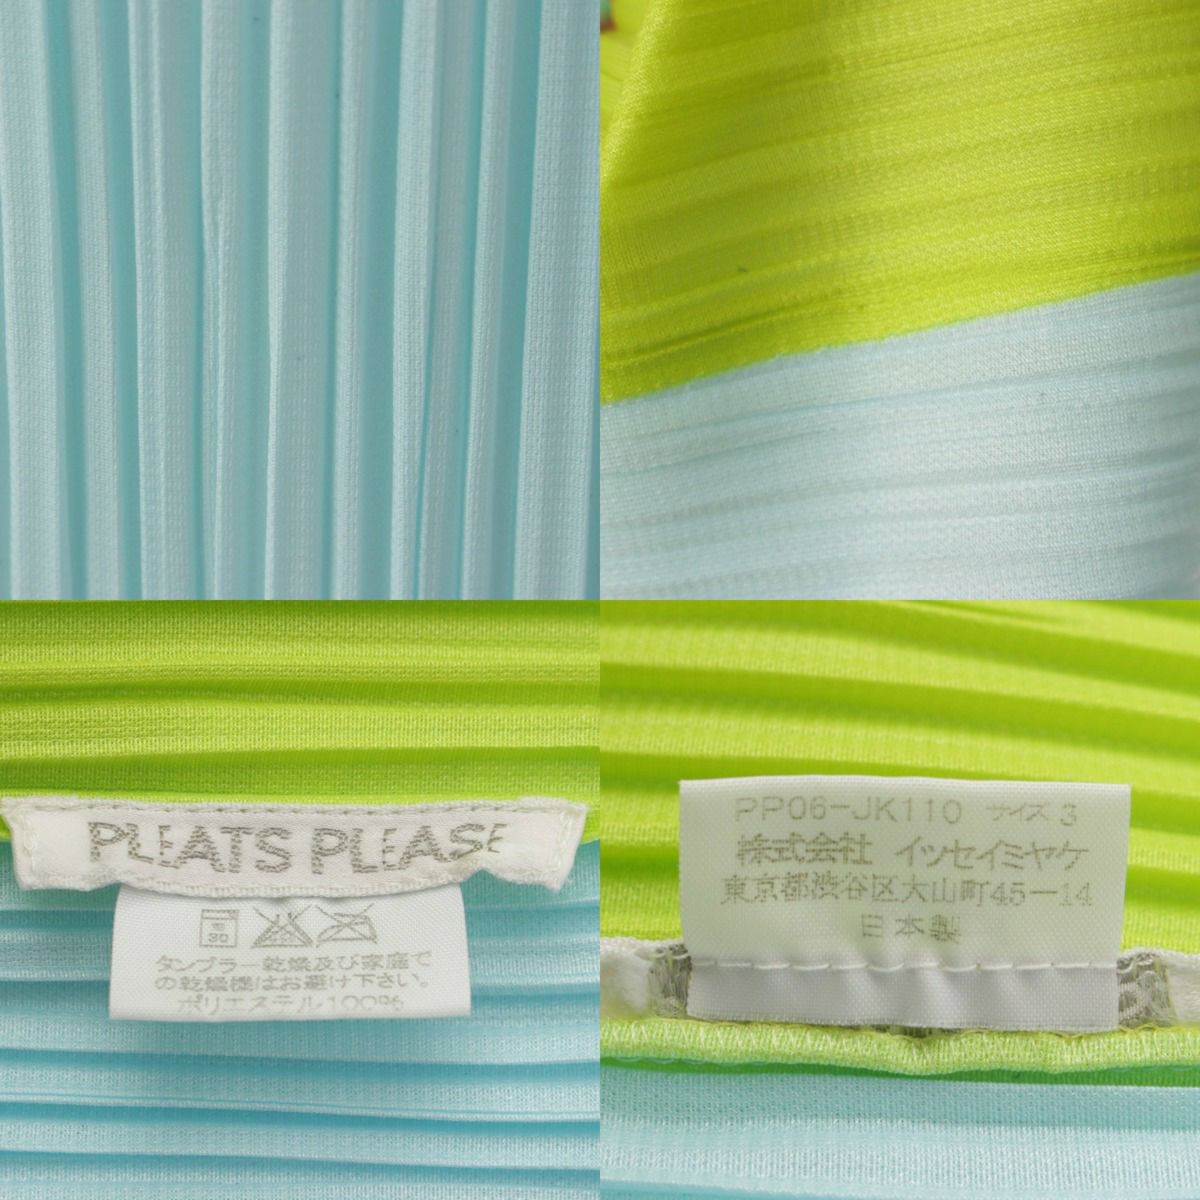 PLEATS PLEASE
30
タンブラー乾燥及び家庭で
の乾燥機はお避け下さい。
ポリエステル100%
PP06-JK110 サイズ 3
株式会社 イッセイミヤケ
東京都渋谷区大山町45-14
日本製